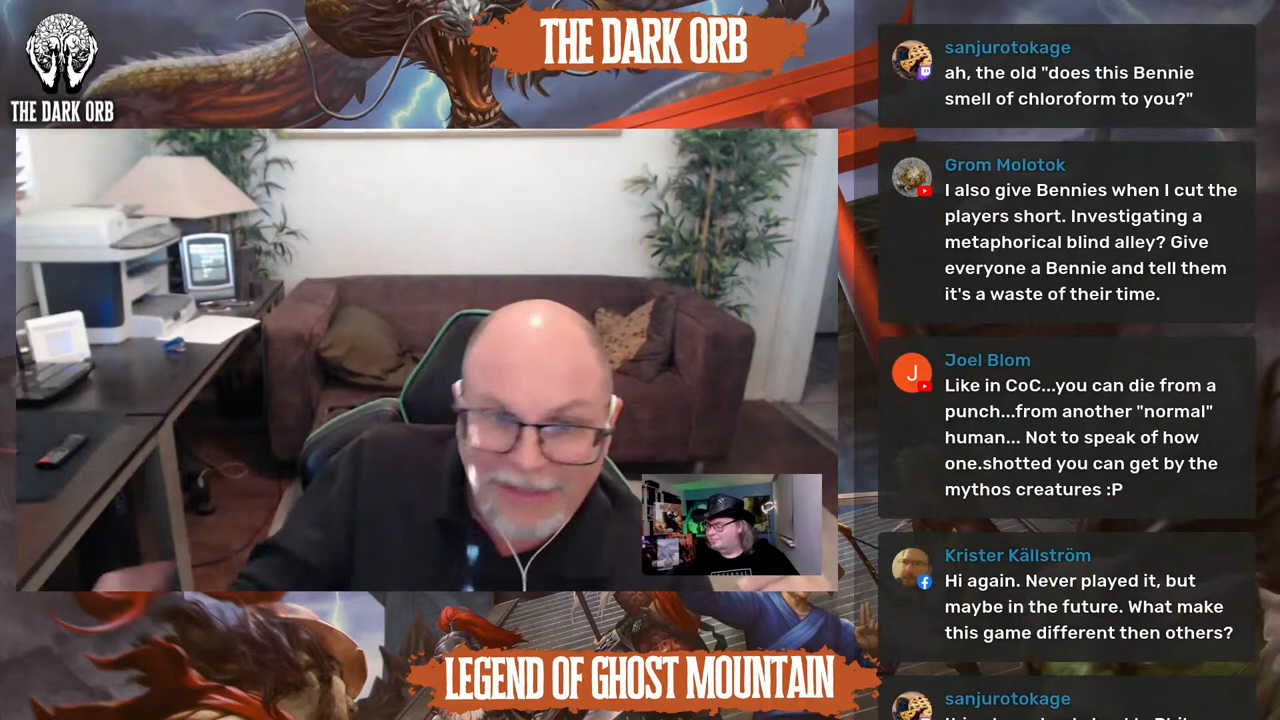 THE DARK ORB
THE DARK ORB
sanjurotokage
ah, the old "does this Bennie
smell of chloroform to you?"
Grom Molotok
I also give Bennies when I cut the
players short. Investigating a
metaphorical blind alley? Give
everyone a Bennie and tell them
it's a waste of their time.
J
Joel Blom
Like in CoC...you can die from a
punch...from another "normal"
human... Not to speak of how
one.shotted you can get by the
mythos creatures :P
Krister Källström
Hi again. Never played it, but
maybe in the future. What make
this game different then others?
sanjurotokage
LEGEND OF GHOST MOUNTAIN